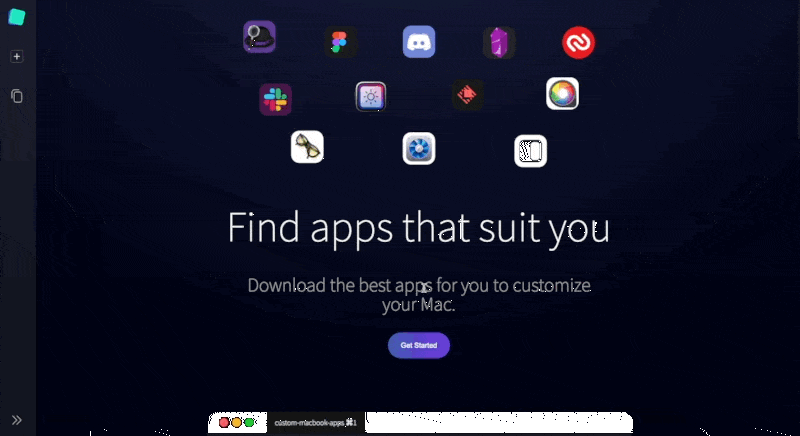 Find apps that suit you
Download the best apps for you to customize
your Mac.
Get Started
custom-macbook-apps ⌘1